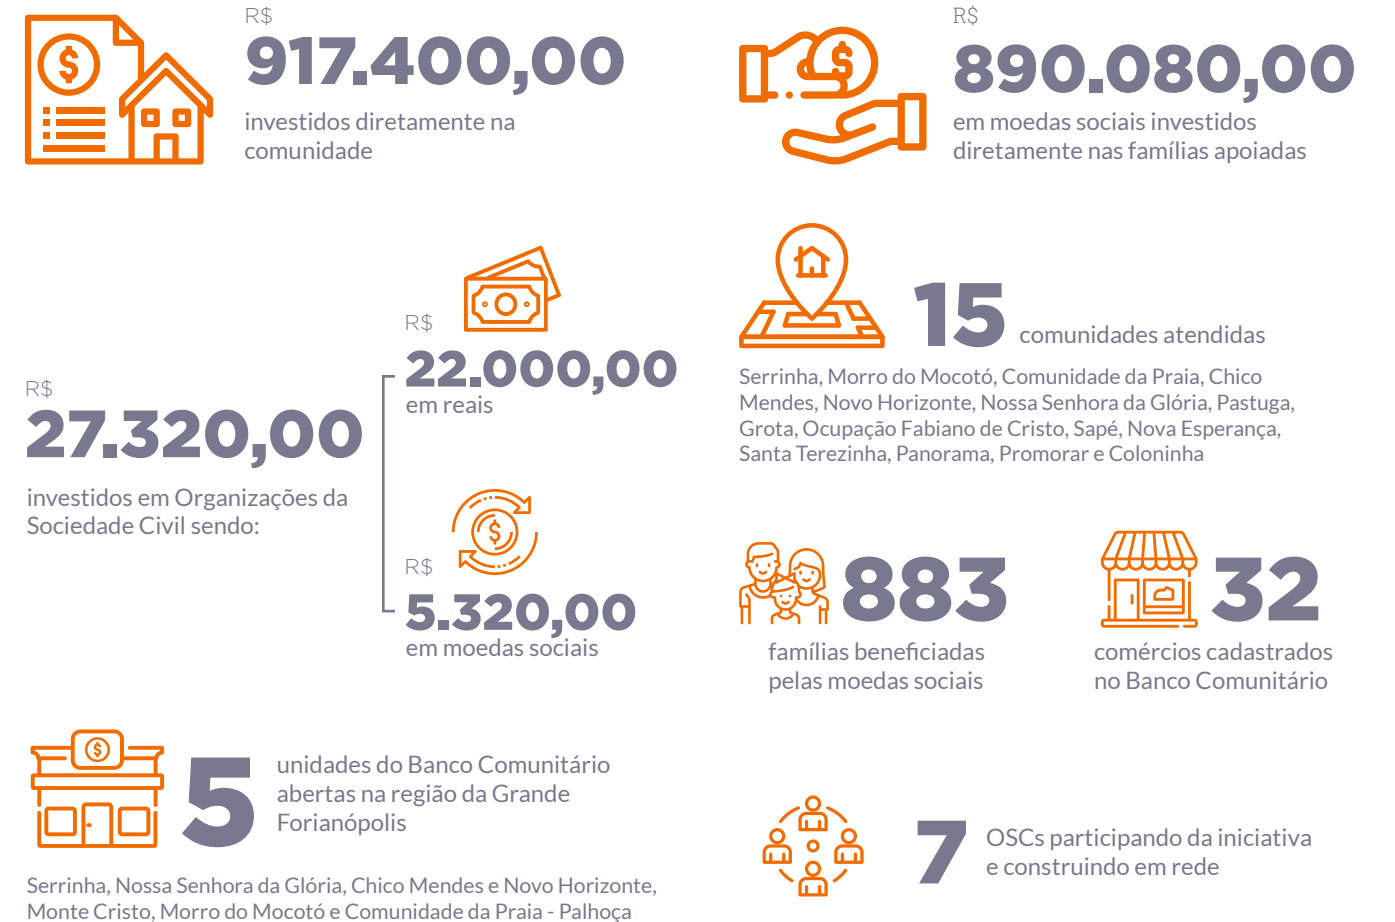 R$
917.400,00
investidos diretamente na
comunidade
R$
890.080,00
em moedas sociais investidos
diretamente nas famílias apoiadas
R$
27.320,00
investidos em Organizações da
Sociedade Civil sendo:
R$
22.000,00
em reais
R$
5.320,00
em moedas sociais
15
comunidades atendidas
Serrinha, Morro do Mocotó, Comunidade da Praia, Chico
Mendes, Novo Horizonte, Nossa Senhora da Glória, Pastuga,
Grota, Ocupação Fabiano de Cristo, Sapé, Nova Esperança,
Santa Terezinha, Panorama, Promorar e Coloninha
883
famílias beneficiadas
pelas moedas sociais
32
comércios cadastrados
no Banco Comunitário
5
unidades do Banco Comunitário
abertas na região da Grande
Forianópolis
Serrinha, Nossa Senhora da Glória, Chico Mendes e Novo Horizonte,
Monte Cristo, Morro do Mocotó e Comunidade da Praia - Palhoça
7
OSCs participando da iniciativa
e construindo em rede